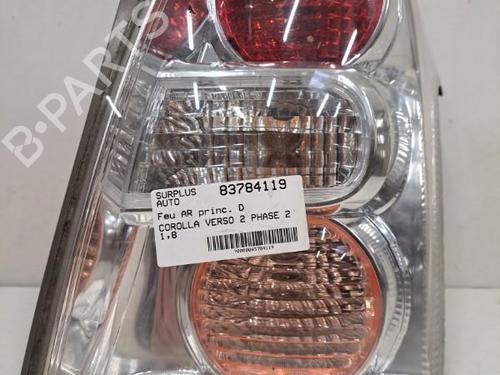 B-PARTS
SURPLUS AUTO 83784119
Feu AR princ. D
COROLLA VERSO 2 PHASE 2
1.8